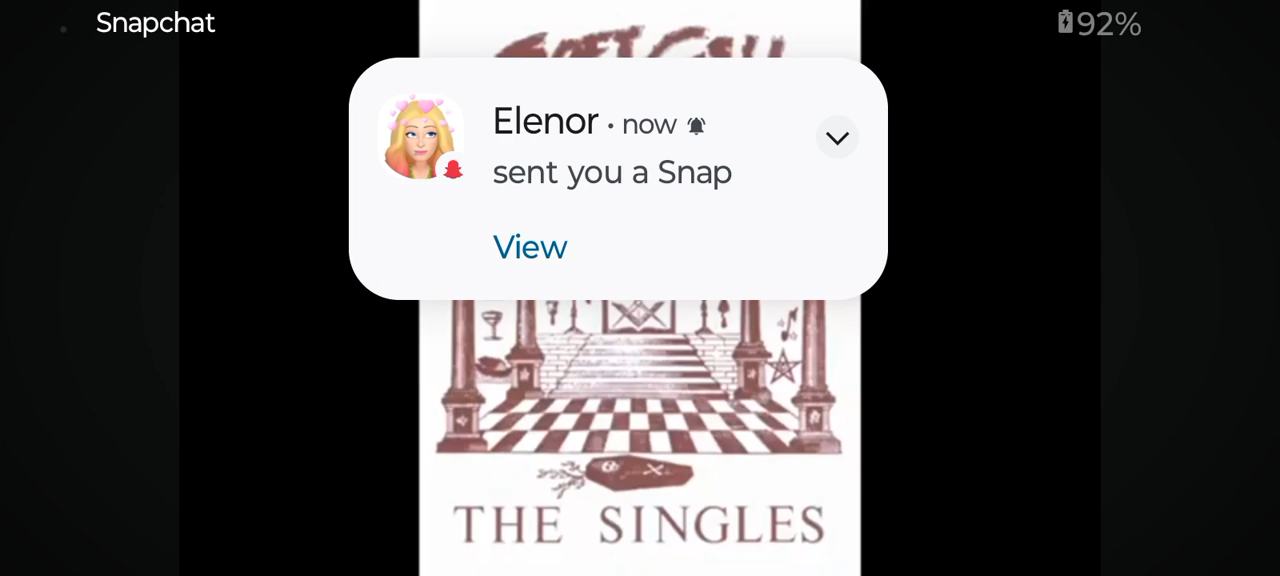 Snapchat
92%
Elenor • now
sent you a Snap
View
THE SINGLES